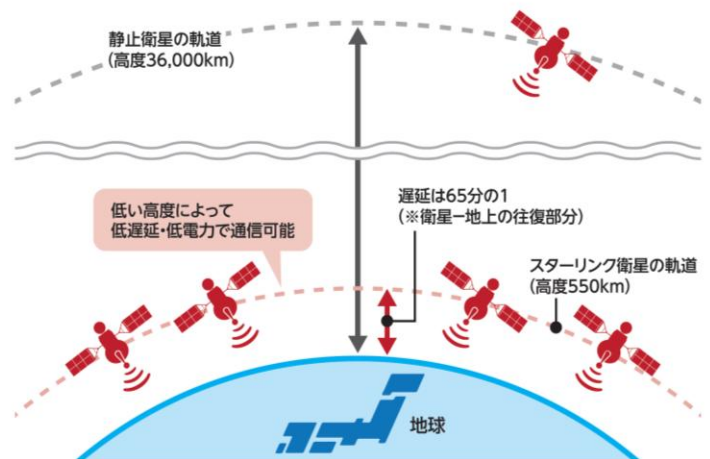 静止衛星の軌道
(高度36,000km)
低い高度によって
低遅延・低電力で通信可能
遅延は65分の1
(※衛星ー地上の往復部分)
スターリンク衛星の軌道
(高度550km)
地球